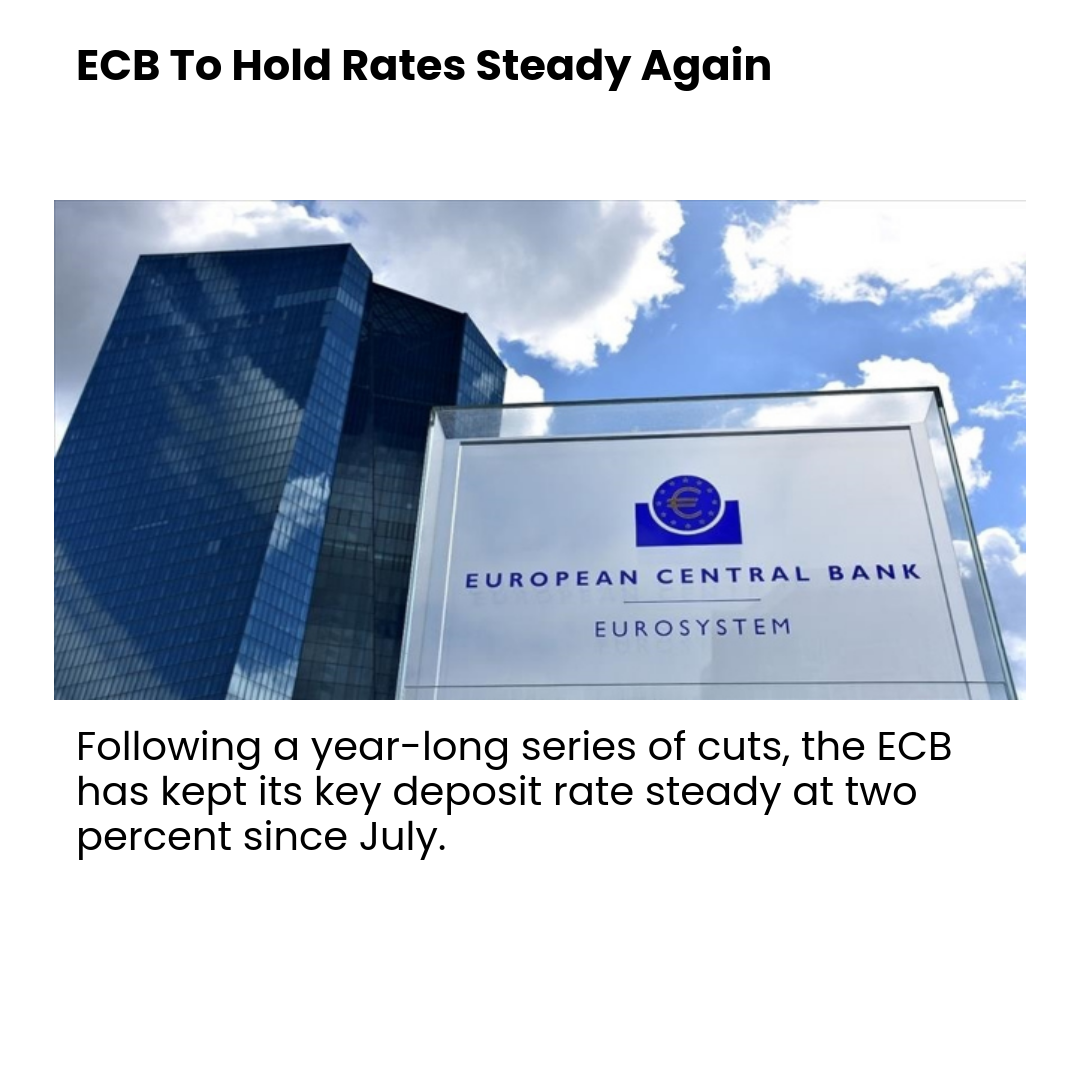 ECB To Hold Rates Steady Again
EUROPEAN CENTRAL BANK
EUROSYSTEM
Following a year-long series of cuts, the ECB
has kept its key deposit rate steady at two
percent since July.